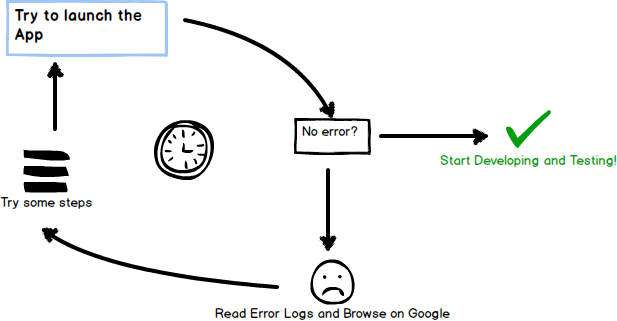 Try to launch the
App
No error?
Start Developing and Testing!
Try some steps
Read Error Logs and Browse on Google